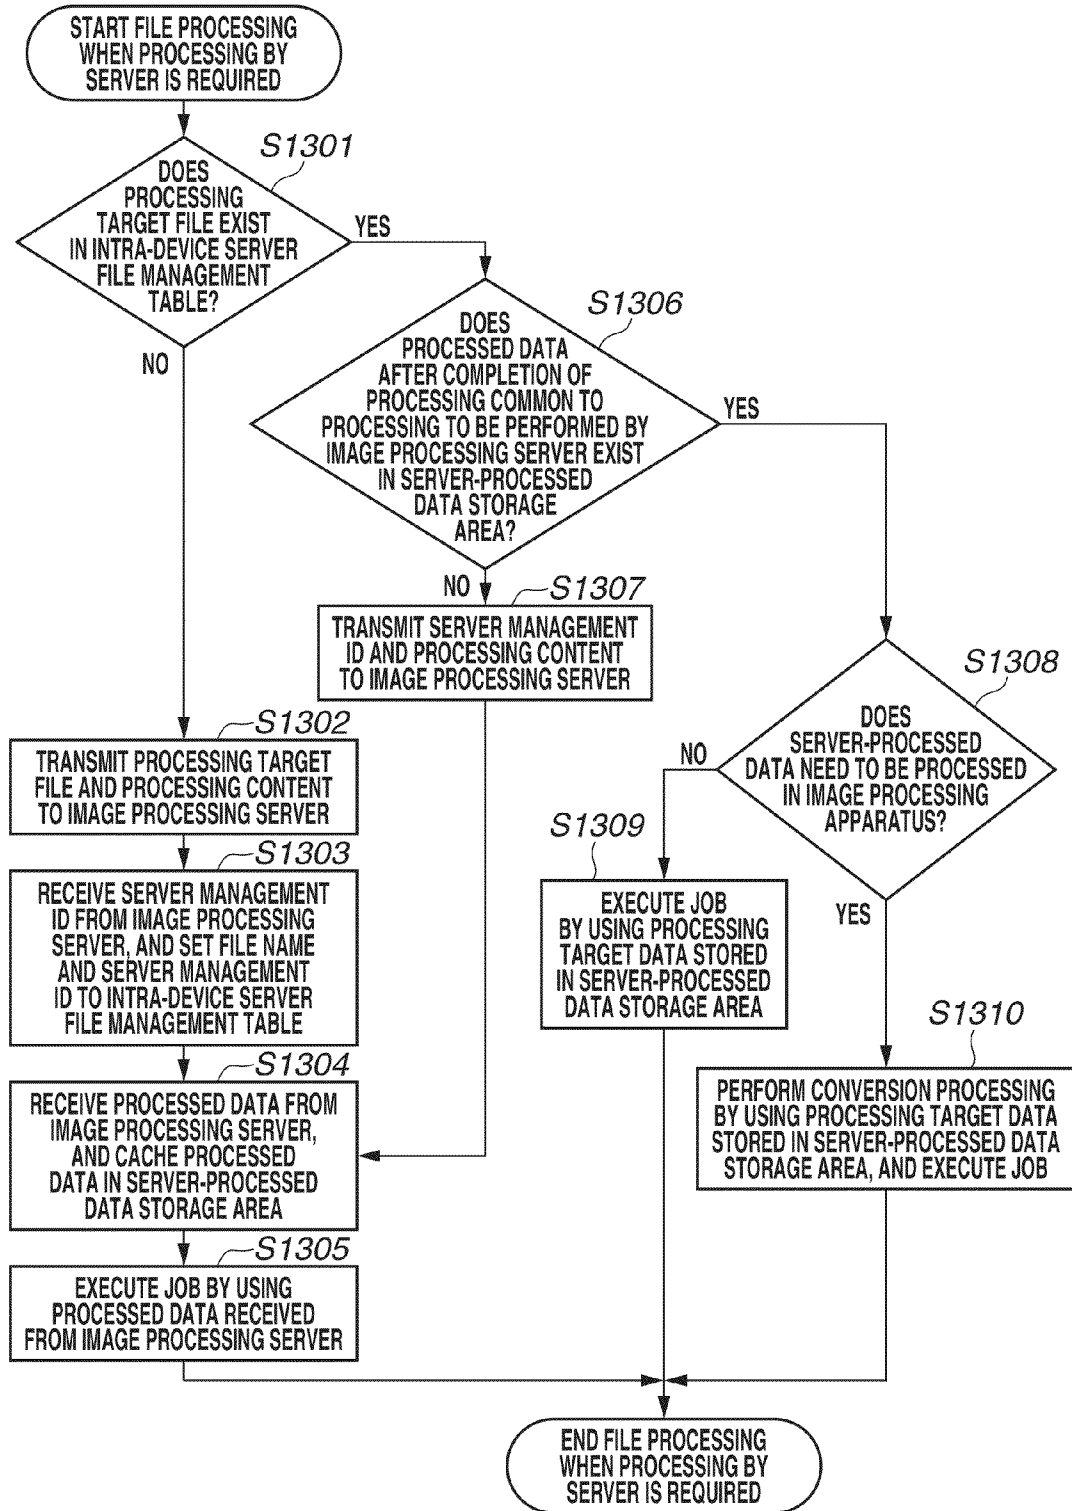 START FILE PROCESSING
WHEN PROCESSING BY
SERVER IS REQUIRED
S1301
DOES
PROCESSING
TARGET FILE EXIST
IN INTRA-DEVICE SERVER
FILE MANAGEMENT
TABLE?
YES
NO
S1306
DOES
PROCESSED DATA
AFTER COMPLETION OF
PROCESSING COMMON TO
PROCESSING TO BE PERFORMED BY
IMAGE PROCESSING SERVER EXIST
IN SERVER-PROCESSED
DATA STORAGE
AREA?
YES
NO
S1307
TRANSMIT SERVER MANAGEMENT
ID AND PROCESSING CONTENT
TO IMAGE PROCESSING SERVER
S1308
DOES
SERVER-PROCESSED
DATA NEED TO BE PROCESSED
IN IMAGE PROCESSING
APPARATUS?
NO
YES
S1302
TRANSMIT PROCESSING TARGET
FILE AND PROCESSING CONTENT
TO IMAGE PROCESSING SERVER
S1303
RECEIVE SERVER MANAGEMENT
ID FROM IMAGE PROCESSING
SERVER, AND SET FILE NAME
AND SERVER MANAGEMENT
ID TO INTRA-DEVICE SERVER
FILE MANAGEMENT TABLE
S1309
EXECUTE JOB
BY USING PROCESSING
TARGET DATA STORED
IN SERVER-PROCESSED
DATA STORAGE AREA
S1304
RECEIVE PROCESSED DATA FROM
IMAGE PROCESSING SERVER,
AND CACHE PROCESSED
DATA IN SERVER-PROCESSED
DATA STORAGE AREA
S1310
PERFORM CONVERSION PROCESSING
BY USING PROCESSING TARGET DATA
STORED IN SERVER-PROCESSED DATA
STORAGE AREA, AND EXECUTE JOB
S1305
EXECUTE JOB BY USING
PROCESSED DATA RECEIVED
FROM IMAGE PROCESSING SERVER
END FILE PROCESSING
WHEN PROCESSING BY
SERVER IS REQUIRED